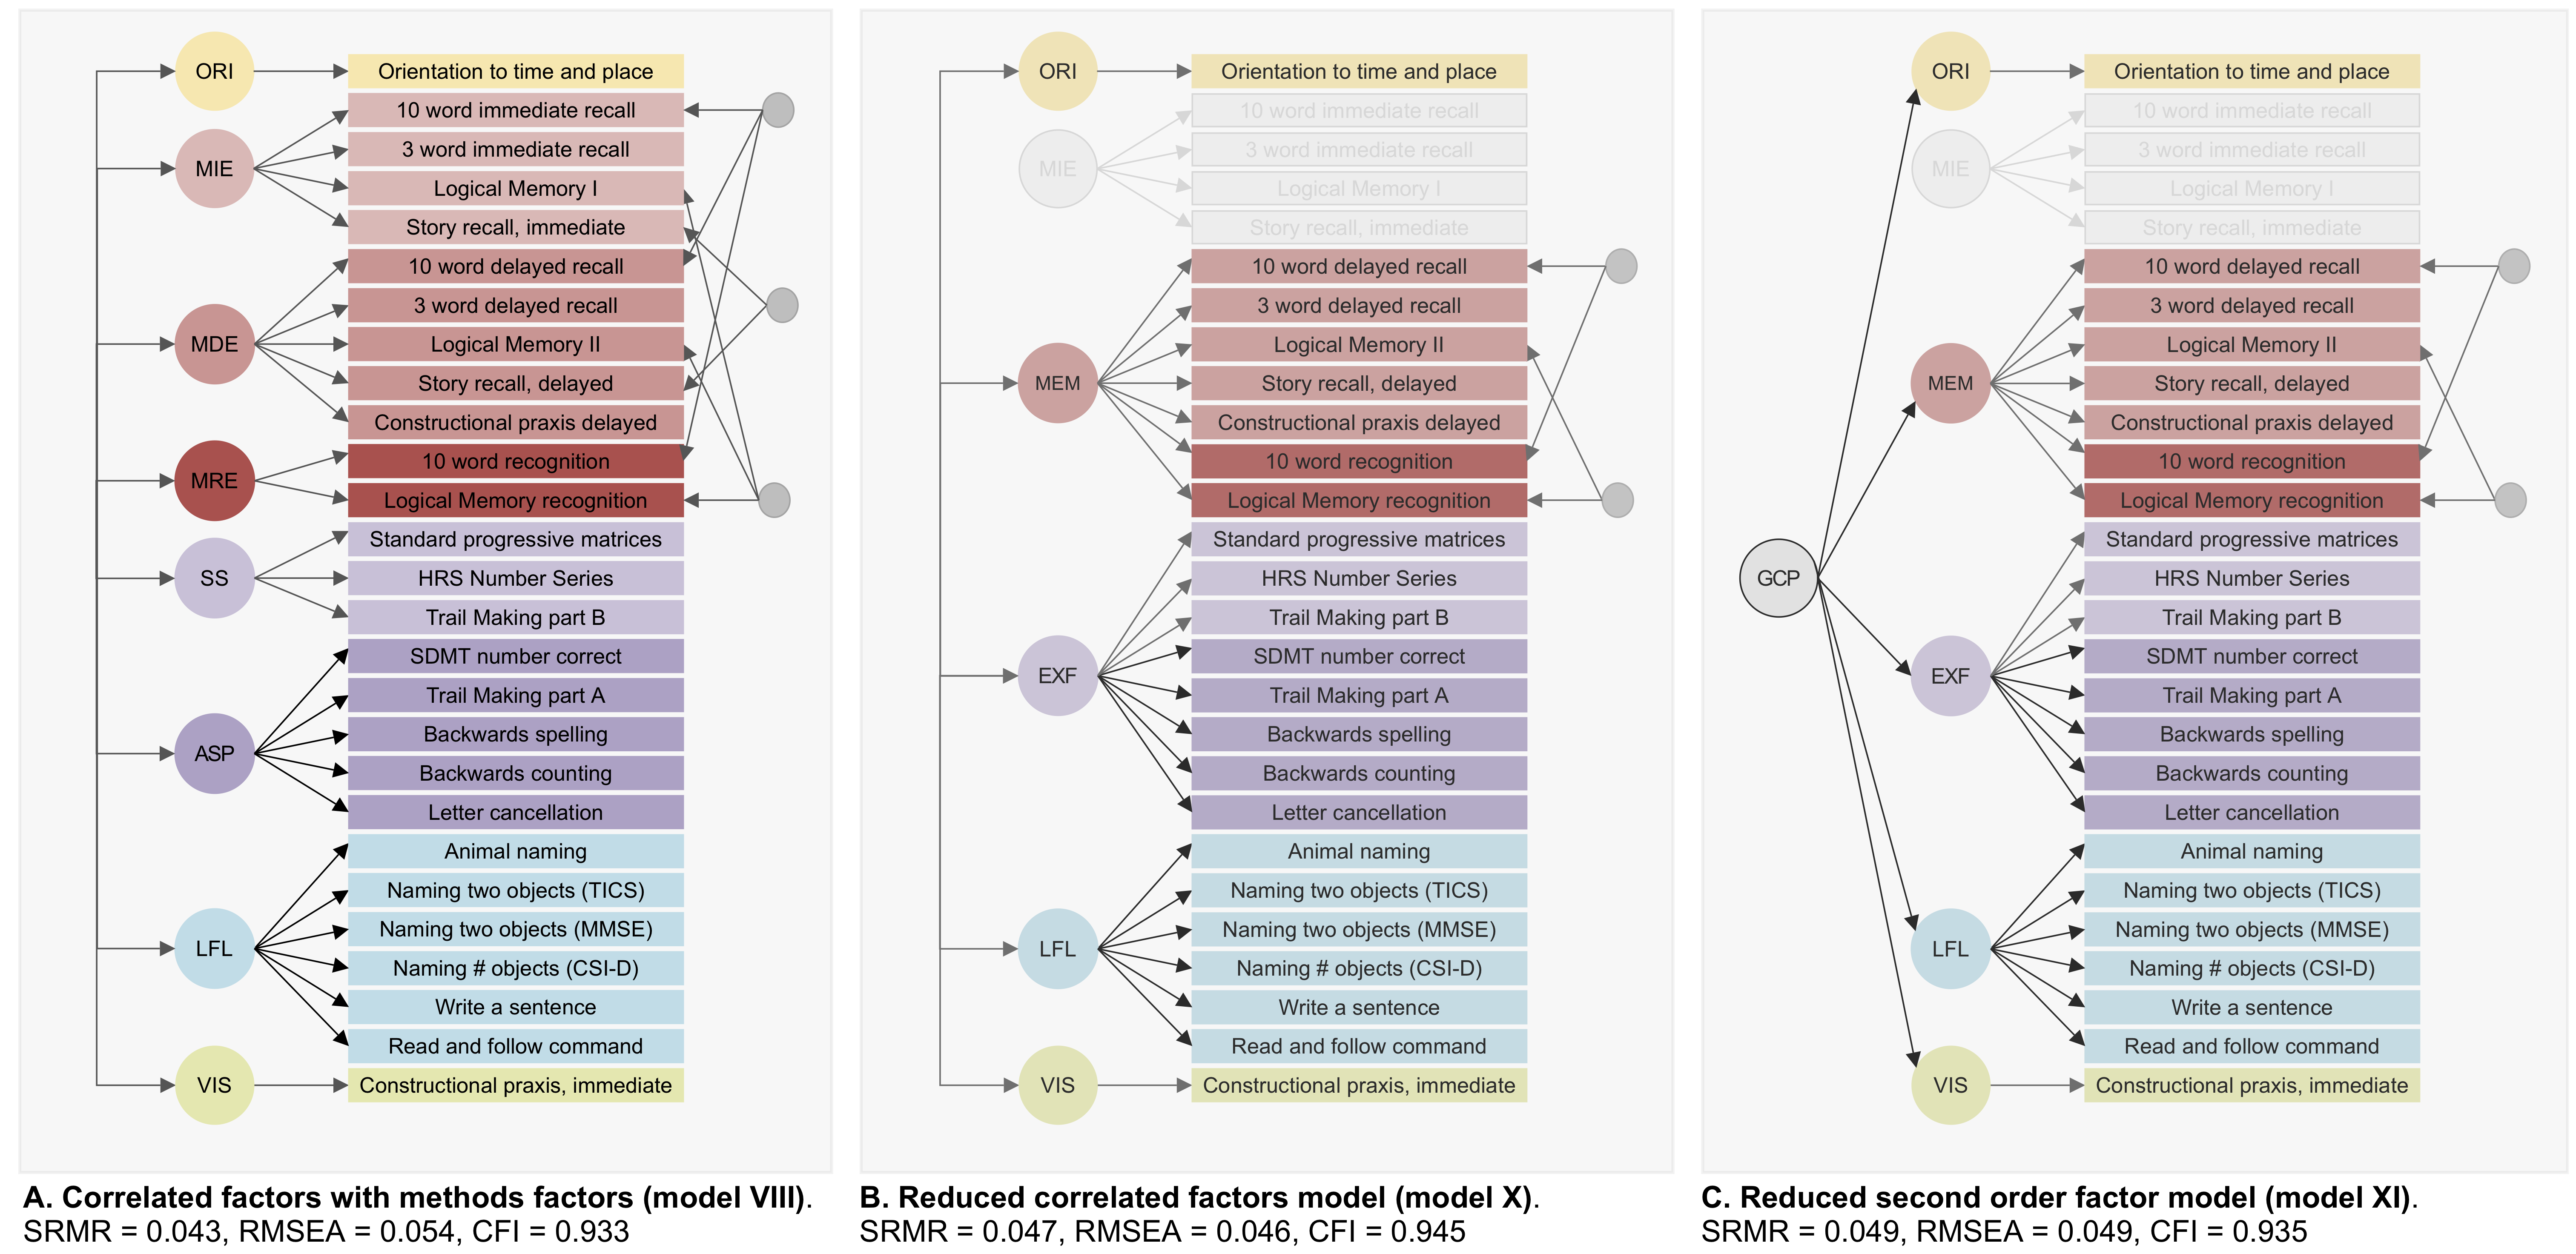 ORI
Orientation to time and place
MIE
10 word immediate recall
3 word immediate recall
Logical Memory I
Story recall, immediate
MDE
10 word delayed recall
3 word delayed recall
Logical Memory II
Story recall, delayed
Constructional praxis delayed
MRE
10 word recognition
Logical Memory recognition
SS
Standard progressive matrices
HRS Number Series
Trail Making part B
ASP
SDMT number correct
Trail Making part A
Backwards spelling
Backwards counting
Letter cancellation
LFL
Animal naming
Naming two objects (TICS)
Naming two objects (MMSE)
Naming # objects (CSI-D)
Write a sentence
Read and follow command
VIS
Constructional praxis, immediate
A. Correlated factors with methods factors (model VIII).
SRMR = 0.043, RMSEA = 0.054, CFI = 0.933
ORI
Orientation to time and place
MIE
10 word immediate recall
3 word immediate recall
Logical Memory I
Story recall, immediate
MEM
10 word delayed recall
3 word delayed recall
Logical Memory II
Story recall, delayed
Constructional praxis delayed
10 word recognition
Logical Memory recognition
EXF
Standard progressive matrices
HRS Number Series
Trail Making part B
SDMT number correct
Trail Making part A
Backwards spelling
Backwards counting
Letter cancellation
LFL
Animal naming
Naming two objects (TICS)
Naming two objects (MMSE)
Naming # objects (CSI-D)
Write a sentence
Read and follow command
VIS
Constructional praxis, immediate
B. Reduced correlated factors model (model X).
SRMR = 0.047, RMSEA = 0.046, CFI = 0.945
GCP
ORI
Orientation to time and place
MIE
10 word immediate recall
3 word immediate recall
Logical Memory I
Story recall, immediate
MEM
10 word delayed recall
3 word delayed recall
Logical Memory II
Story recall, delayed
Constructional praxis delayed
10 word recognition
Logical Memory recognition
EXF
Standard progressive matrices
HRS Number Series
Trail Making part B
SDMT number correct
Trail Making part A
Backwards spelling
Backwards counting
Letter cancellation
LFL
Animal naming
Naming two objects (TICS)
Naming two objects (MMSE)
Naming # objects (CSI-D)
Write a sentence
Read and follow command
VIS
Constructional praxis, immediate
C. Reduced second order factor model (model XI).
SRMR = 0.049, RMSEA = 0.049, CFI = 0.935